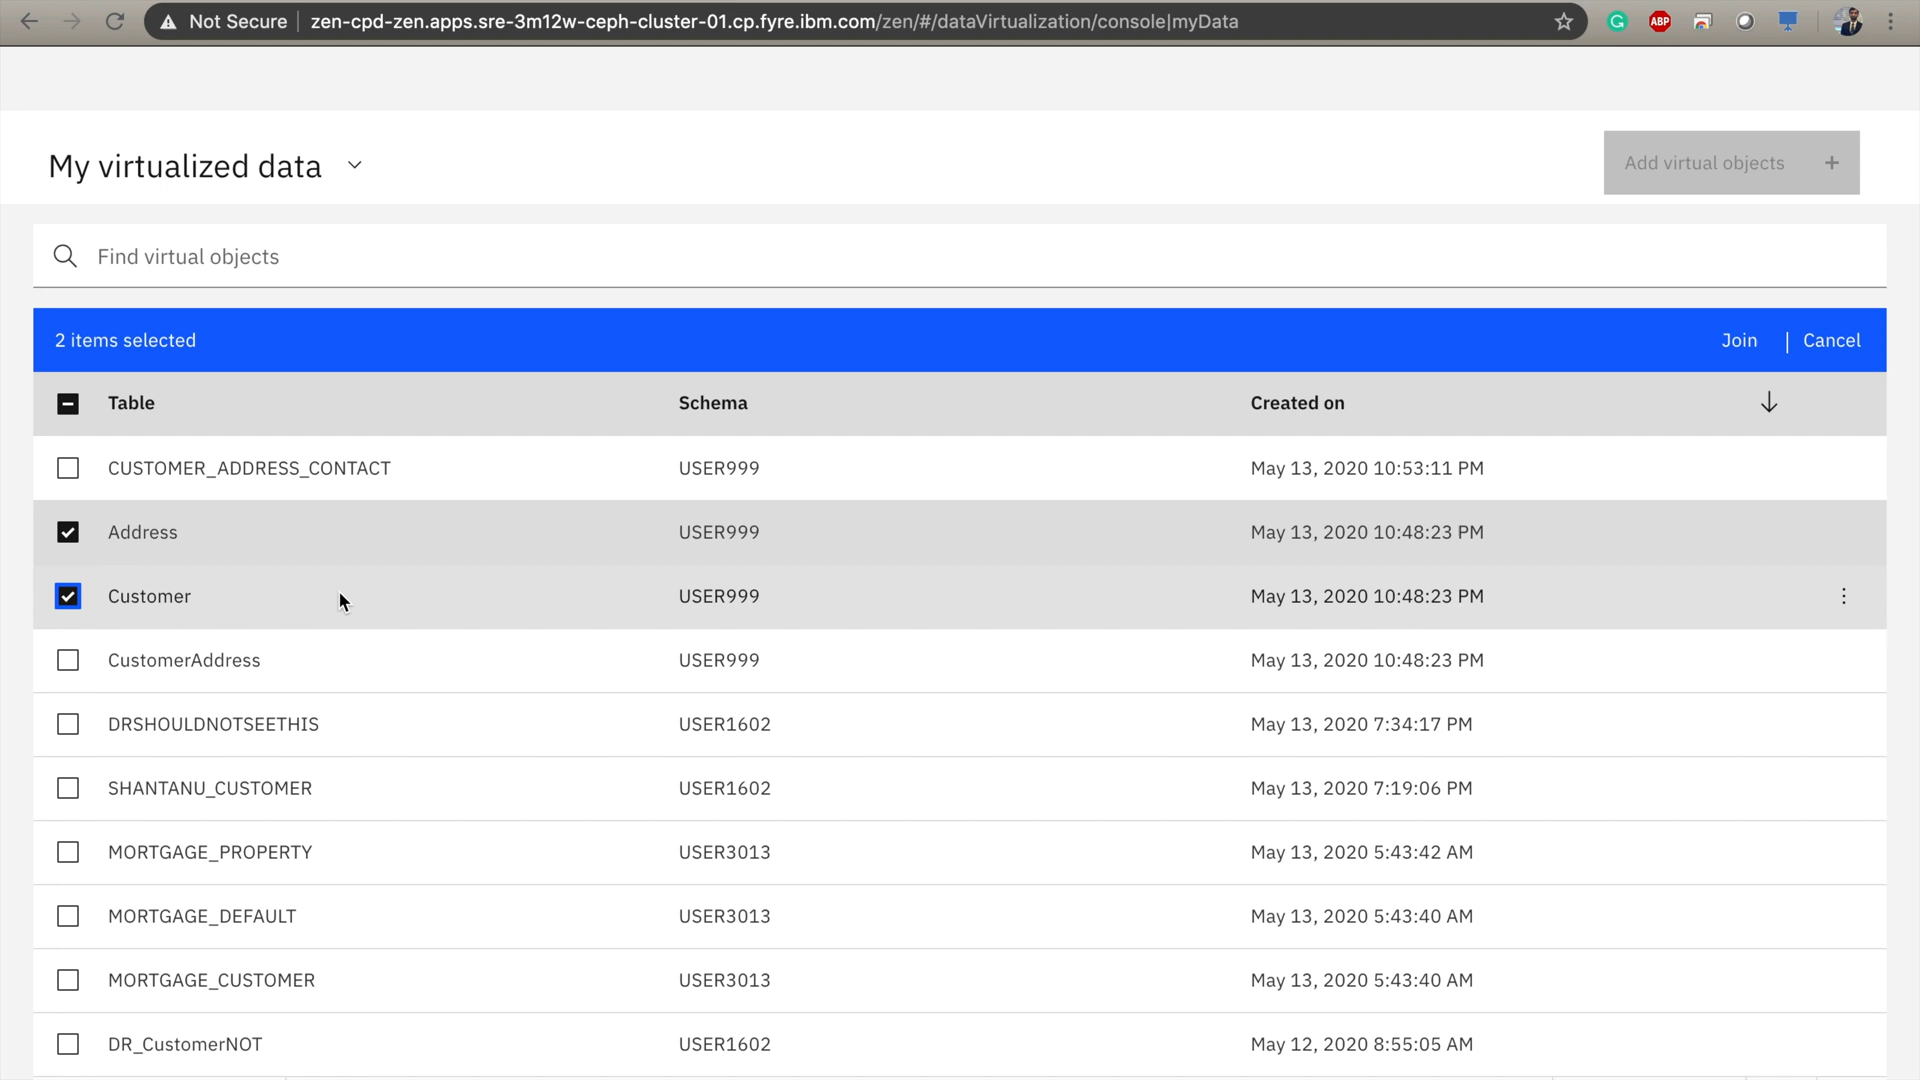 Not Secure zen-cpd-zen.apps.sre-3m12w-ceph-cluster-01.cp.fyre.ibm.com/zen/#/dataVirtualization/console|myData
G ABP
My virtualized data
Add virtual objects +
Find virtual objects
2 items selected Join | Cancel
Table Schema Created on
CUSTOMER_ADDRESS_CONTACT USER999 May 13, 2020 10:53:11 PM
Address USER999 May 13, 2020 10:48:23 PM
Customer USER999 May 13, 2020 10:48:23 PM
CustomerAddress USER999 May 13, 2020 10:48:23 PM
DRSHOULDNOTSEETHIS USER1602 May 13, 2020 7:34:17 PM
SHANTANU_CUSTOMER USER1602 May 13, 2020 7:19:06 PM
MORTGAGE_PROPERTY USER3013 May 13, 2020 5:43:42 AM
MORTGAGE_DEFAULT USER3013 May 13, 2020 5:43:40 AM
MORTGAGE_CUSTOMER USER3013 May 13, 2020 5:43:40 AM
DR_CustomerNOT USER1602 May 12, 2020 8:55:05 AM